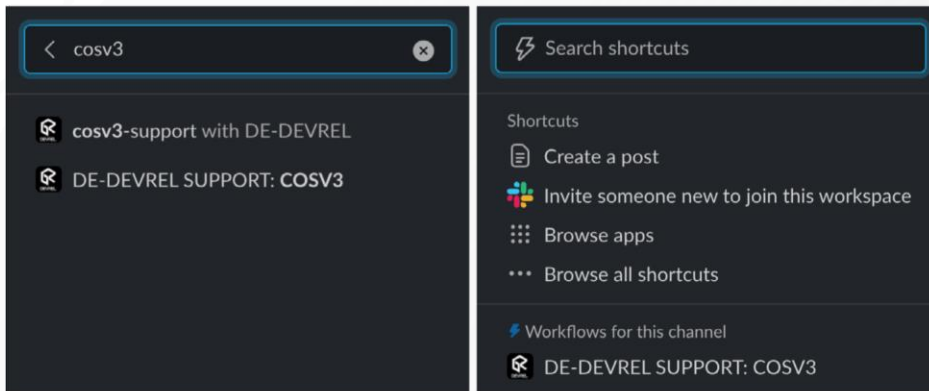 cosv3
cosv3-support with DE-DEVREL
DE-DEVREL SUPPORT: COSV3
Search shortcuts
Shortcuts
Create a post
Invite someone new to join this workspace
Browse apps
Browse all shortcuts
Workflows for this channel
DE-DEVREL SUPPORT: COSV3